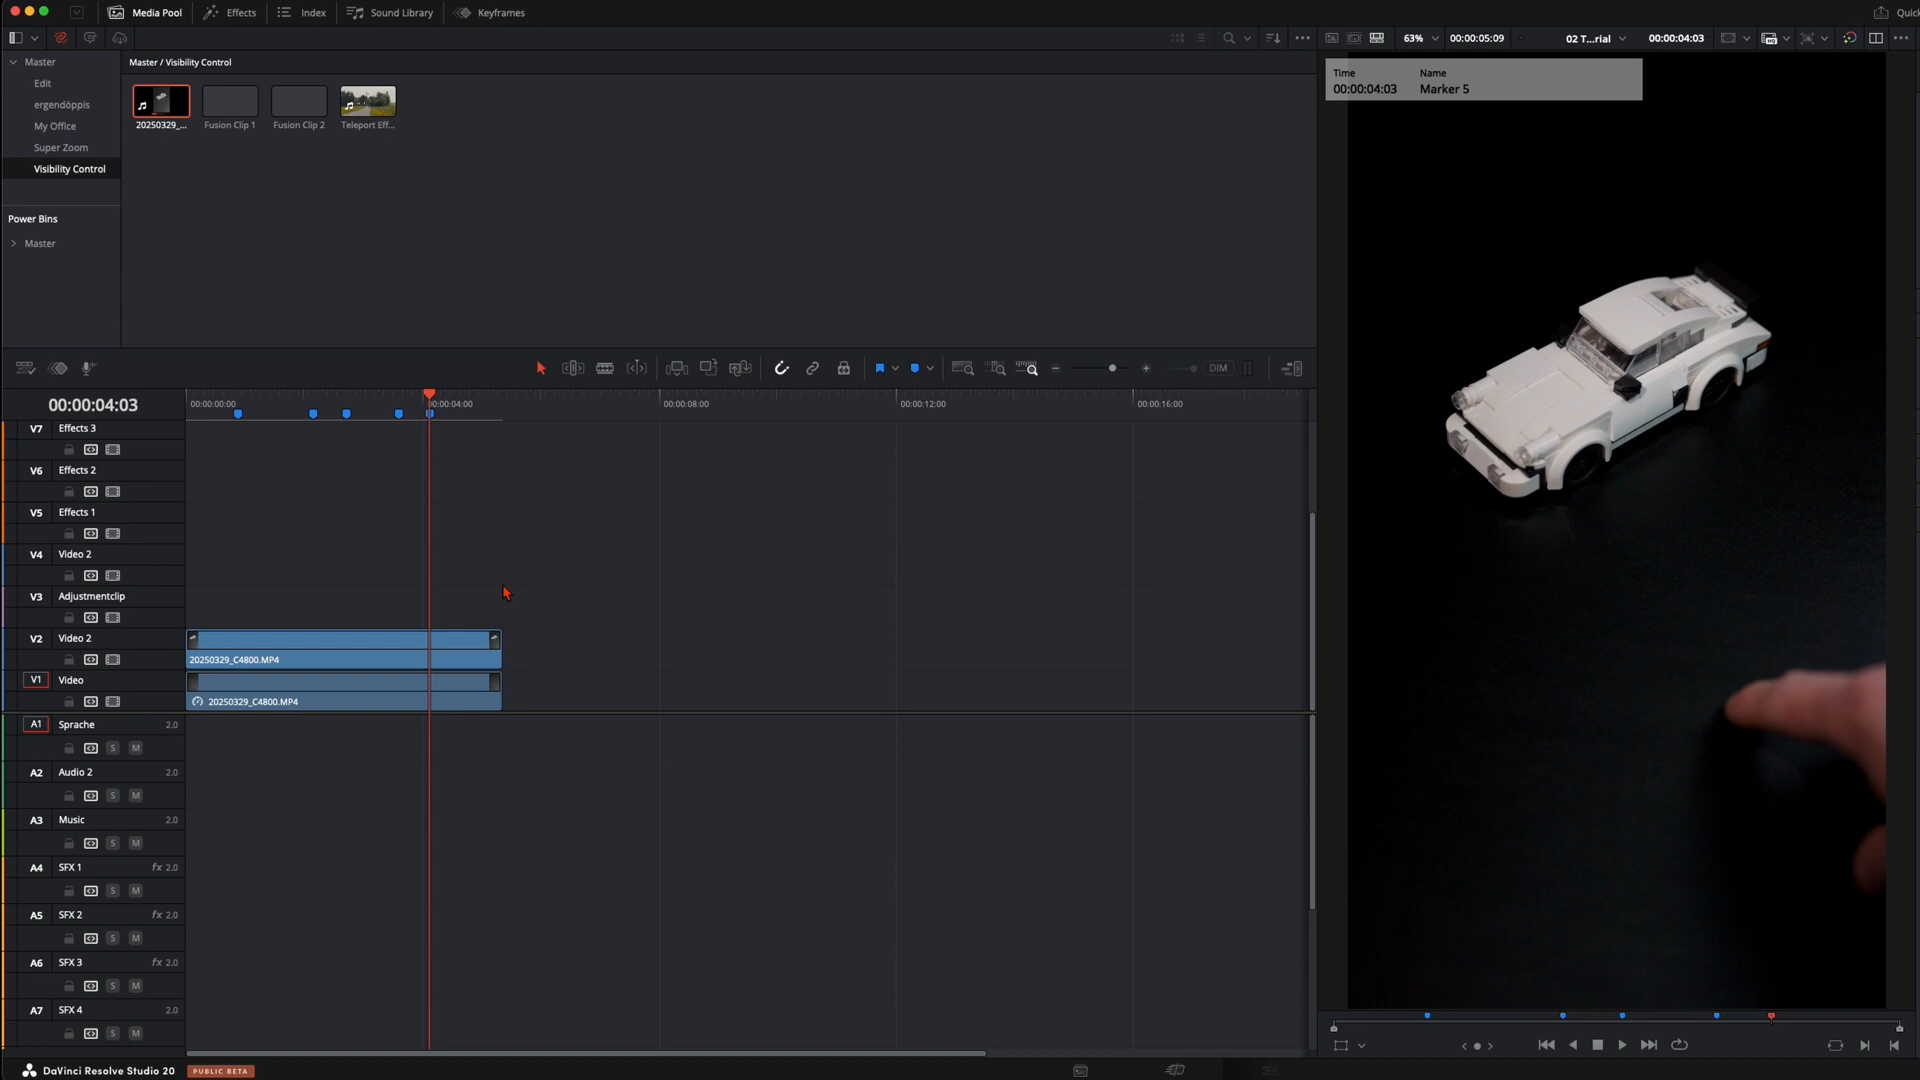 Media Pool
Effects
Index
Sound Library
Keyframes
Quick
63%
00:00:05:09
02 T...rial
00:00:04:03
Master
Edit
ergendöppis
My Office
Super Zoom
Visibility Control
Power Bins
Master
Master / Visibility Control
20250329_...
Fusion Clip 1
Fusion Clip 2
Teleport Eff...
Time
Name
00:00:04:03
Marker 5
DIM
00:00:04:03
00:00:00:00
00:00:04:00
00:00:08:00
00:00:12:00
00:00:16:00
V7
Effects 3
V6
Effects 2
V5
Effects 1
V4
Video 2
V3
Adjustmentclip
V2
Video 2
20250329_C4800.MP4
V1
Video
20250329_C4800.MP4
A1
Sprache
2.0
S
M
A2
Audio 2
2.0
S
M
A3
Music
2.0
S
M
A4
SFX 1
fx 2.0
S
M
A5
SFX 2
fx 2.0
S
M
A6
SFX 3
fx 2.0
S
M
A7
SFX 4
2.0
S
M
DaVinci Resolve Studio 20
PUBLIC BETA